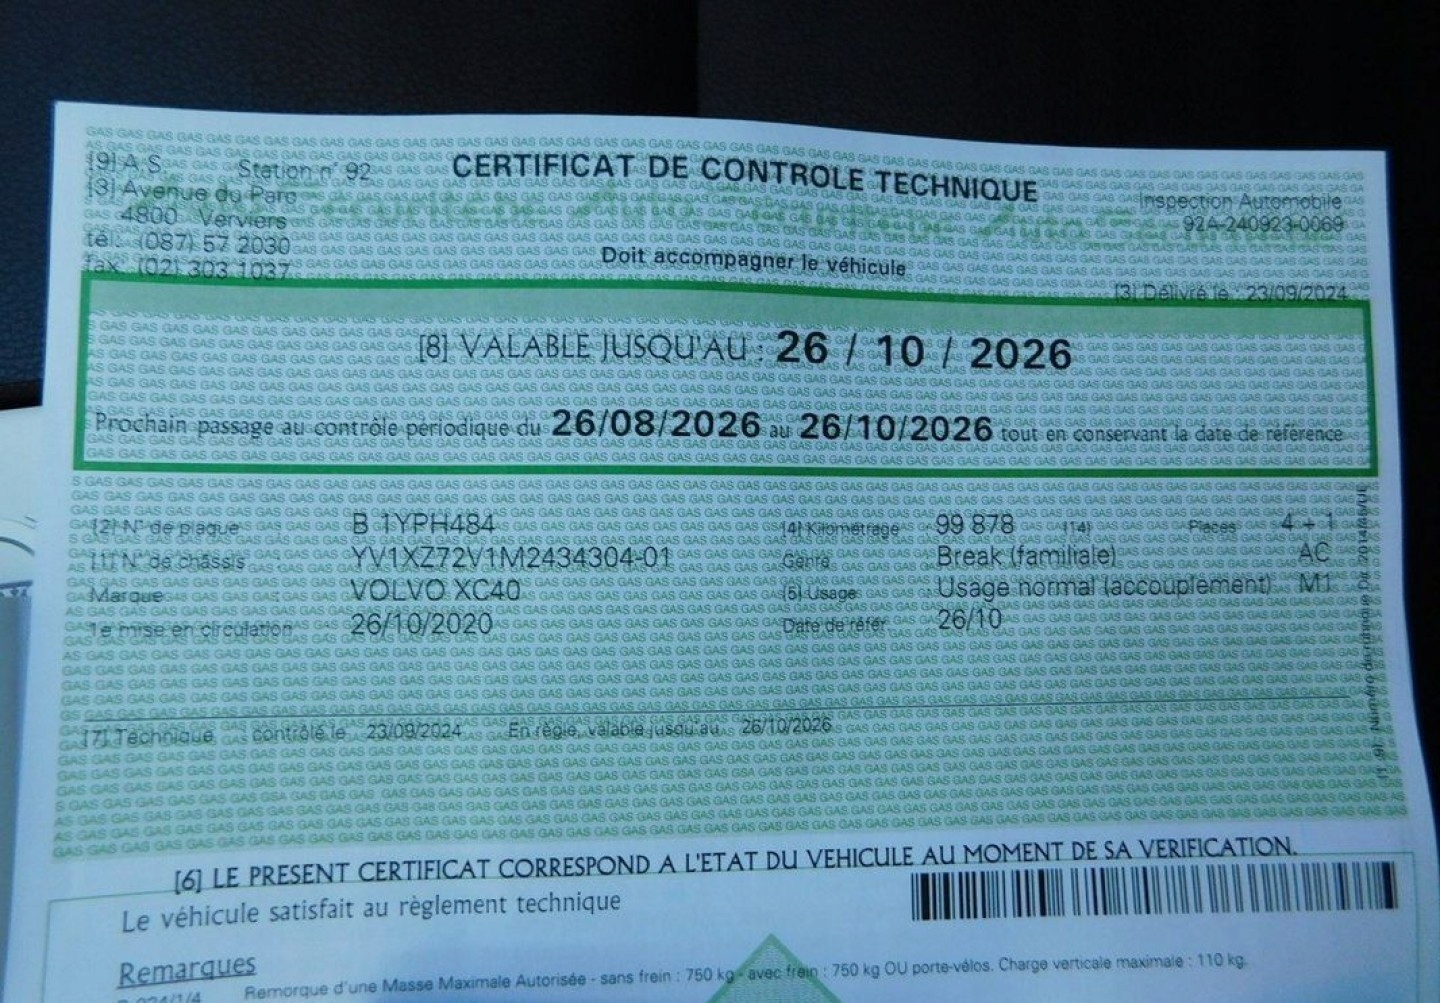 CERTIFICAT DE CONTROLE TECHNIQUE
[9] A.S. Station n° 92
[3] Avenue du Parc
4800 Verviers
tél: (087) 57 2030
fax: (02) 303 1037
Inspection Automobile
92A-240923-0069
Doit accompagner le véhicule
[3] Délivré le : 23/09/2024
[8] VALABLE JUSQU'AU : 26 / 10 / 2026
Prochain passage au contrôle périodique du 26/08/2026 au 26/10/2026 tout en conservant la date de référence
[2] N° de plaque : B 1YPH484 [4] Kilométrage : 99 878 [14] Places 4 + 1
[1] N° de châssis : YV1XZ72V1M2434304-01 Genre : Break (familiale) AC
Marque : VOLVO XC40 [5] Usage : Usage normal (accouplement) M1
1e mise en circulation : 26/10/2020 Date de référ : 26/10
[7] Technique contrôlé le 23/09/2024 En règle, valable jusqu'au 26/10/2026
[6] LE PRESENT CERTIFICAT CORRESPOND A L'ETAT DU VEHICULE AU MOMENT DE SA VERIFICATION.
Le véhicule satisfait au règlement technique
Remarques
Remorque d'une Masse Maximale Autorisée - sans frein : 750 kg - avec frein : 750 kg OU porte-vélos. Charge verticale maximale : 110 kg.